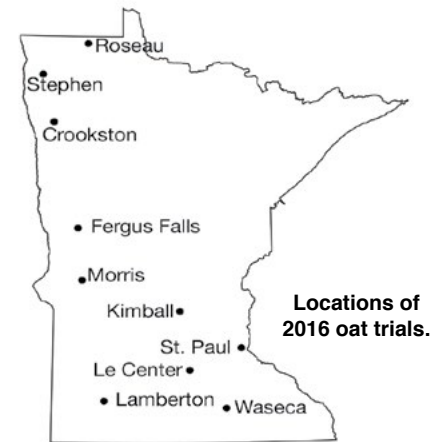 Roseau
Stephen
Crookston
Fergus Falls
Morris
Kimball
Locations of
2016 oat trials.
St. Paul
Le Center
Lamberton
Waseca